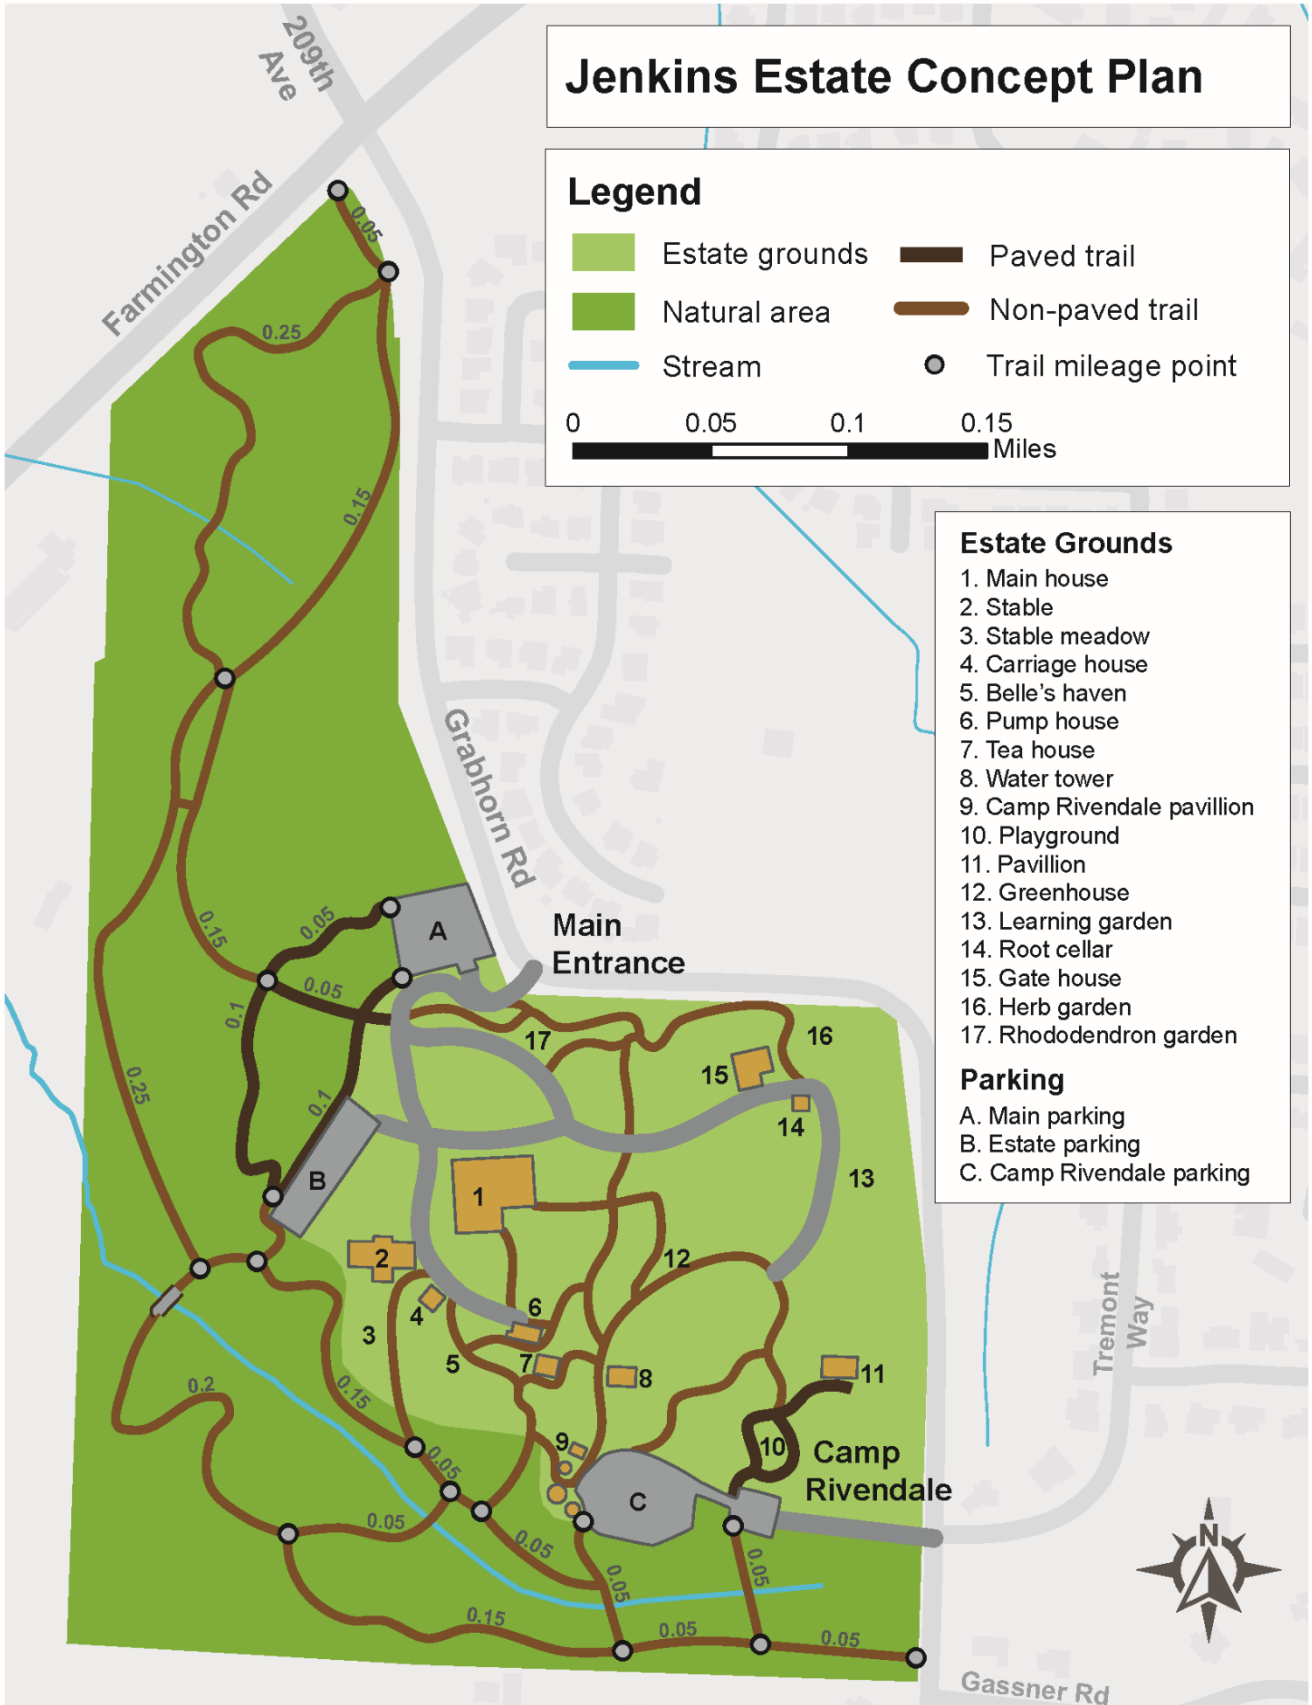 Jenkins Estate Concept Plan
Legend
Estate grounds
Paved trail
Natural area
Non-paved trail
Stream
Trail mileage point
0 0.05 0.1 0.15
Miles
209th
Ave
Farmington Rd
Grabhorn Rd
0.05
0.25
0.15
Estate Grounds
1. Main house
2. Stable
3. Stable meadow
4. Carriage house
5. Belle's haven
6. Pump house
7. Tea house
8. Water tower
9. Camp Rivendale pavillion
10. Playground
11. Pavillion
12. Greenhouse
13. Learning garden
14. Root cellar
15. Gate house
16. Herb garden
17. Rhododendron garden
Parking
A. Main parking
B. Estate parking
C. Camp Rivendale parking
Main
Entrance
A
0.05
0.15
0.05
0.1
0.25
0.1
17
16
15
14
13
B
1
2
12
6
4
3
5
7
8
11
0.2
0.15
9
10
Camp
Rivendale
C
0.05
0.05
0.05
0.05
0.05
0.15
0.05
0.05
Tremont
Way
N
Gassner Rd